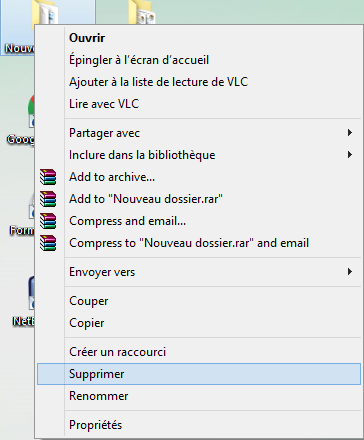 Nouve
Ouvrir
Épingler à l'écran d'accueil
Ajouter à la liste de lecture de VLC
Lire avec VLC
Partager avec
Inclure dans la bibliothèque
Add to archive...
Add to "Nouveau dossier.rar"
Compress and email...
Compress to "Nouveau dossier.rar" and email
Envoyer vers
Couper
Copier
Créer un raccourci
Supprimer
Renommer
Propriétés
Goog
Form